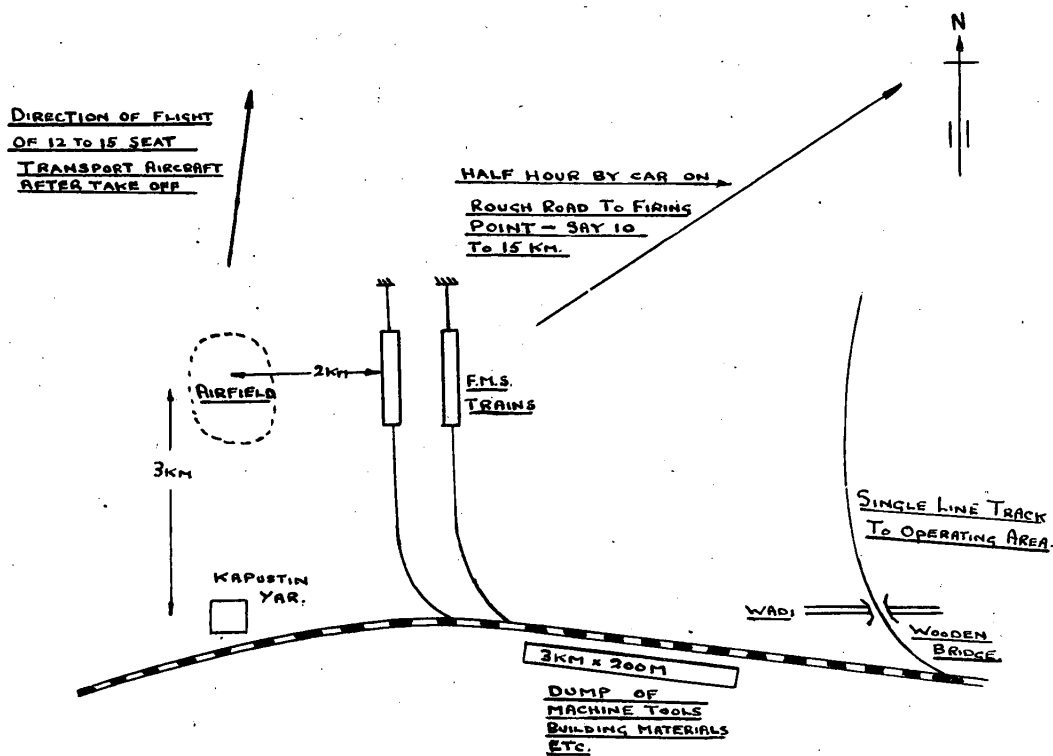 N
DIRECTION OF FLIGHT
OF 12 TO 15 SEAT
TRANSPORT AIRCRAFT
AFTER TAKE OFF
HALF HOUR BY CAR ON
ROUGH ROAD TO FIRING
POINT - SAY 10
TO 15 KM.
AIRFIELD
2KM
F.M.S.
TRAINS
3KM
SINGLE LINE TRACK
TO OPERATING AREA.
KAPUSTIN
YAR.
WADI
WOODEN
BRIDGE.
3KM x 200M
DUMP OF
MACHINE TOOLS
BUILDING MATERIALS
ETC.